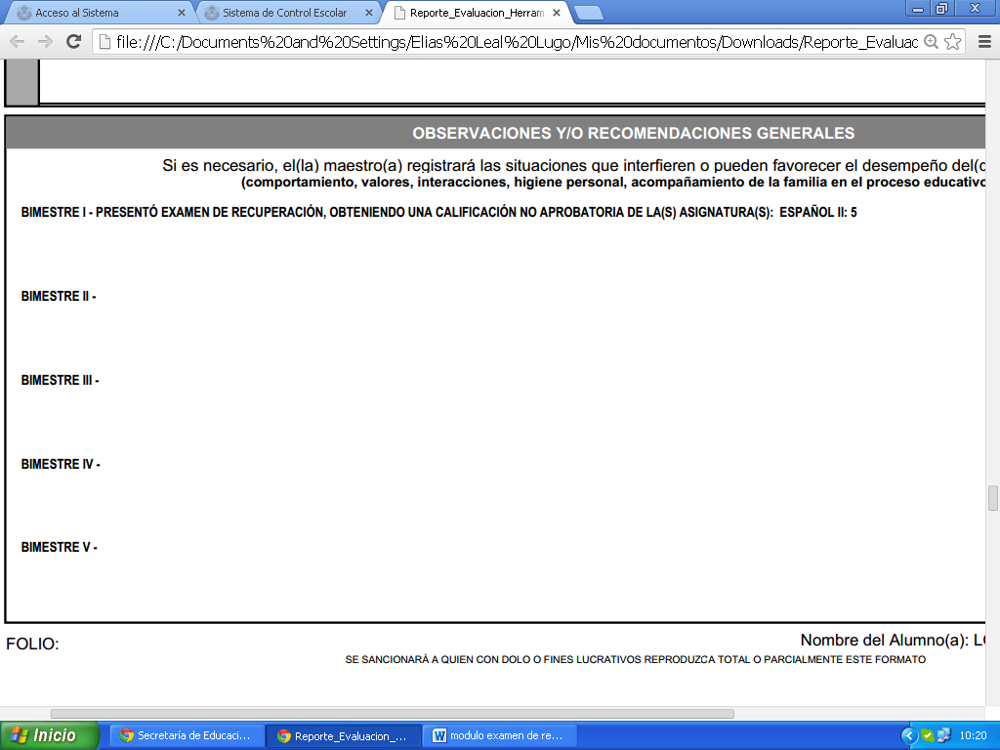 Acceso al Sistema
Sistema de Control Escolar
Reporte_Evaluacion_Herram
file:///C:/Documents%20and%20Settings/Elias%20Leal%20Lugo/Mis%20documentos/Downloads/Reporte_Evaluac
OBSERVACIONES Y/O RECOMENDACIONES GENERALES
Si es necesario, el(la) maestro(a) registrará las situaciones que interfieren o pueden favorecer el desempeño del(
(comportamiento, valores, interacciones, higiene personal, acompañamiento de la familia en el proceso educativo
BIMESTRE I - PRESENTÓ EXAMEN DE RECUPERACIÓN, OBTENIENDO UNA CALIFICACIÓN NO APROBATORIA DE LA(S) ASIGNATURA(S): ESPAÑOL II: 5
BIMESTRE II -
BIMESTRE III -
BIMESTRE IV -
BIMESTRE V -
FOLIO:
Nombre del Alumno(a): L
SE SANCIONARÁ A QUIEN CON DOLO O FINES LUCRATIVOS REPRODUZCA TOTAL O PARCIALMENTE ESTE FORMATO
Inicio
Secretaría de Educaci...
Reporte_Evaluacion_...
modulo examen de re...
10:20